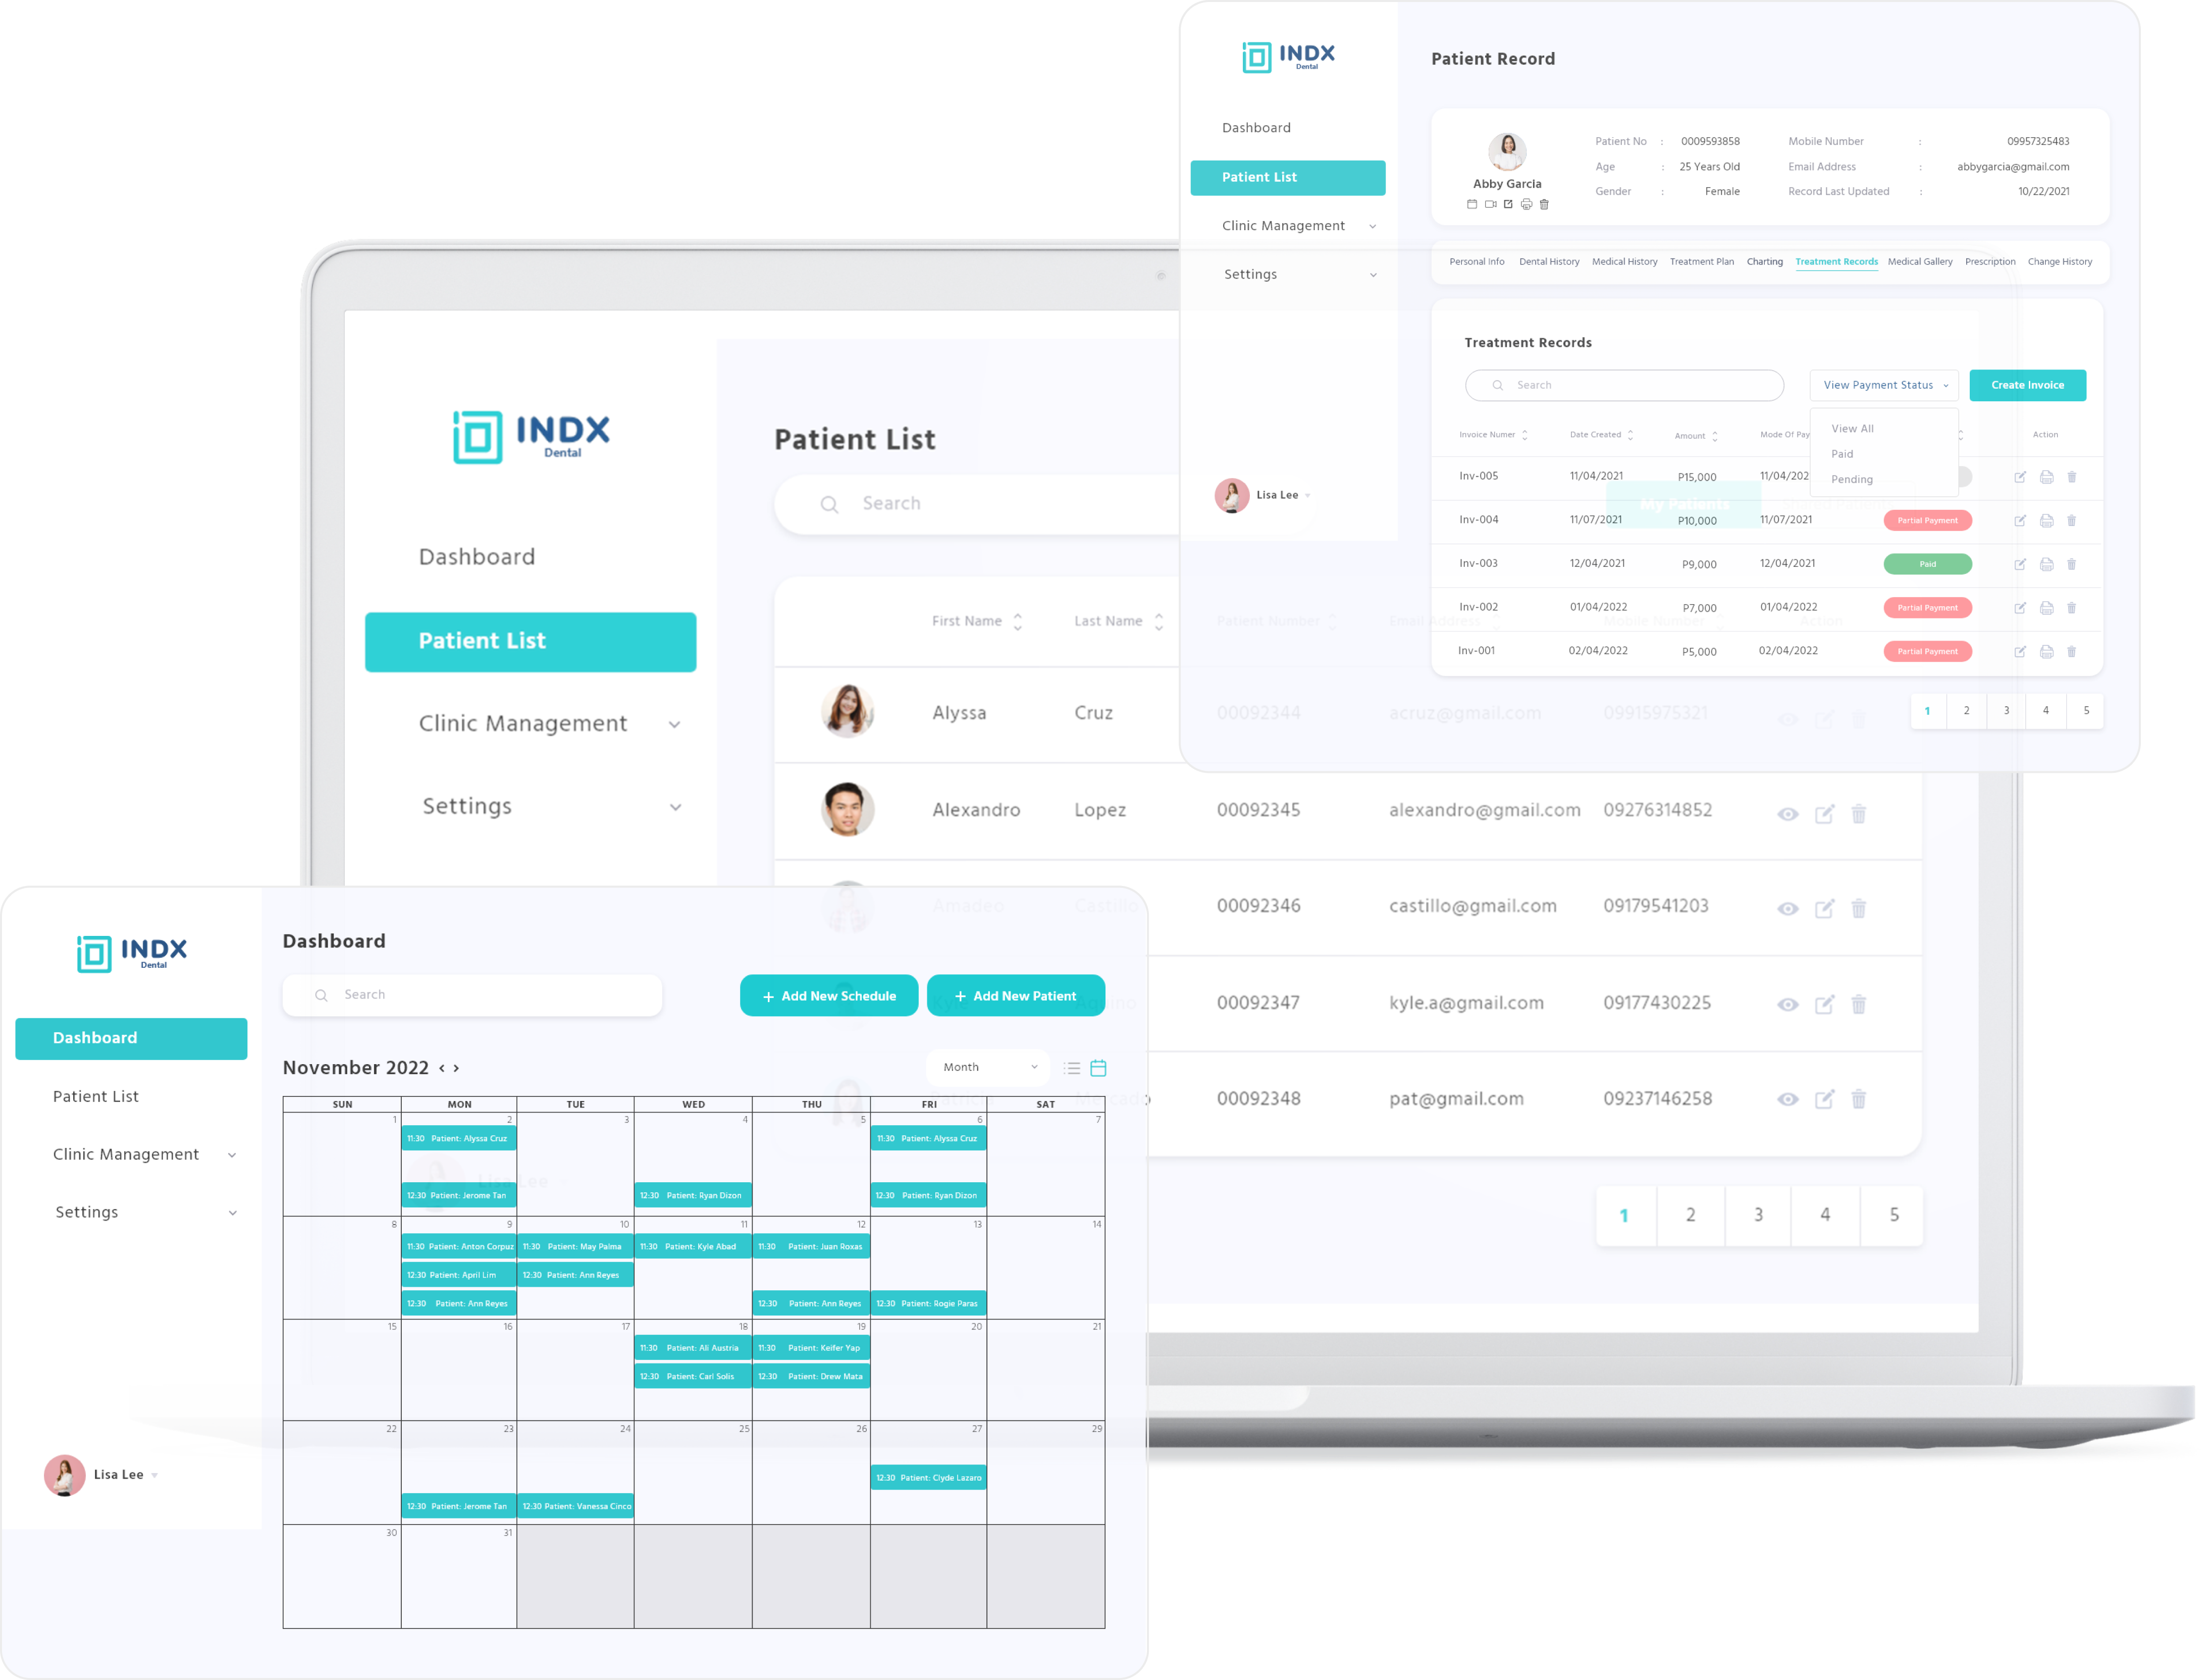 INDX
Dental
Dashboard
Patient List
Clinic Management
Settings
Lisa Lee
Patient Record
Abby Garcia
Patient No : 0009593858
Age : 25 Years Old
Gender : Female
Mobile Number : 09957325483
Email Address : abbygarcia@gmail.com
Record Last Updated : 10/22/2021
Personal Info Dental History Medical History Treatment Plan Charting Treatment Records Medical Gallery Prescription Change History
Treatment Records
Search
View Payment Status
Create Invoice
View All
Paid
Pending
Invoice Numer Date Created Amount Mode Of Pay Action
Inv-005 11/04/2021 P15,000 11/04/202
My Patients
Inv-004 11/07/2021 P10,000 11/07/2021 Partial Payment
Inv-003 12/04/2021 P9,000 12/04/2021 Paid
Inv-002 01/04/2022 P7,000 01/04/2022 Partial Payment
Inv-001 02/04/2022 P5,000 02/04/2022 Partial Payment
1 2 3 4 5
INDX
Dental
Dashboard
Patient List
Clinic Management
Settings
Lisa Lee
Patient List
Search
First Name Last Name Patient Number Email Address Mobile Number Action
Alyssa Cruz 00092344 acruz@gmail.com 09915975321
Alexandro Lopez 00092345 alexandro@gmail.com 09276314852
Amadeo Castillo 00092346 castillo@gmail.com 09179541203
00092347 kyle.a@gmail.com 09177430225
Mercado 00092348 pat@gmail.com 09237146258
1 2 3 4 5
INDX
Dental
Dashboard
Patient List
Clinic Management
Settings
Lisa Lee
Dashboard
Search
+ Add New Schedule
+ Add New Patient
November 2022 < >
Month
SUN MON TUE WED THU FRI SAT
1 2 3 4 5 6 7
11:30 Patient: Alyssa Cruz 11:30 Patient: Alyssa Cruz
12:30 Patient: Jerome Tan 12:30 Patient: Ryan Dizon 12:30 Patient: Ryan Dizon
8 9 10 11 12 13 14
11:30 Patient: Anton Corpuz 11:30 Patient: May Palma 11:30 Patient: Kyle Abad 11:30 Patient: Juan Roxas
12:30 Patient: April Lim 12:30 Patient: Ann Reyes
12:30 Patient: Ann Reyes 12:30 Patient: Ann Reyes 12:30 Patient: Rogie Paras
15 16 17 18 19 20 21
11:30 Patient: Ali Austria 11:30 Patient: Keifer Yap
12:30 Patient: Carl Solis 12:30 Patient: Drew Mata
22 23 24 25 26 27 29
12:30 Patient: Clyde Lazaro
12:30 Patient: Jerome Tan 12:30 Patient: Vanessa Cinco
30 31